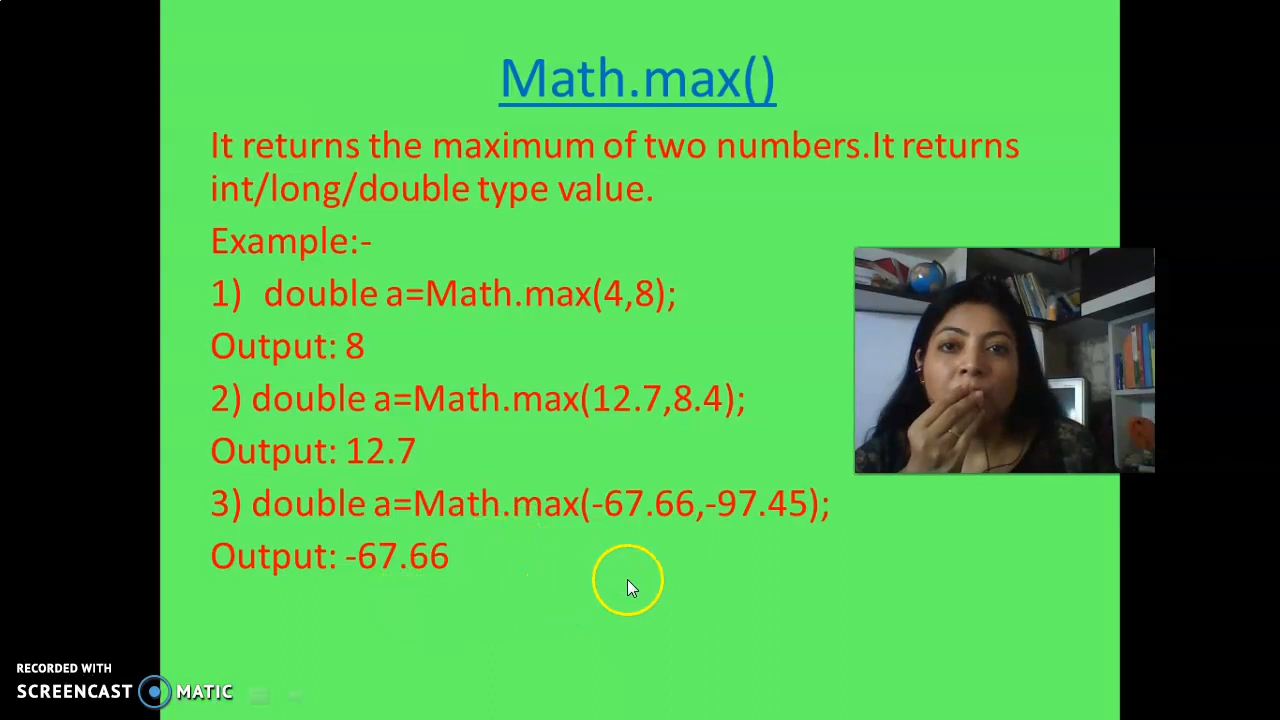 Math.max()
It returns the maximum of two numbers.It returns
int/long/double type value.
Example:-
1) double a=Math.max(4,8);
Output: 8
2) double a=Math.max(12.7,8.4);
Output: 12.7
3) double a=Math.max(-67.66,-97.45);
Output: -67.66
RECORDED WITH
SCREENCAST MATIC